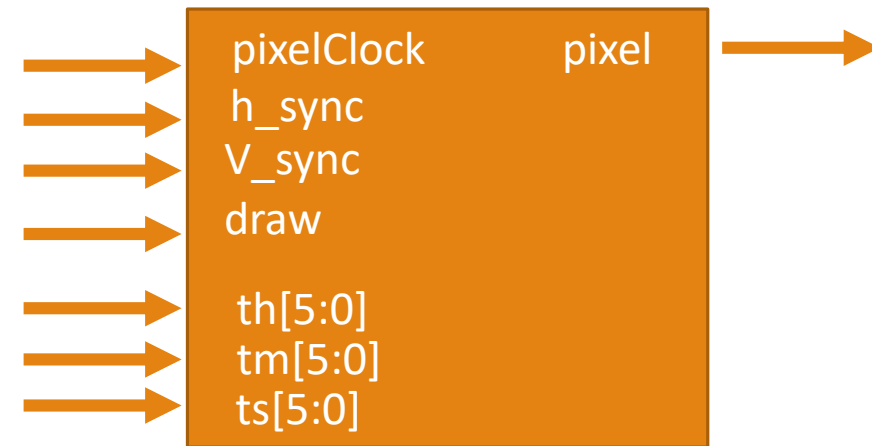 pixelClock pixel
h_sync
V_sync
draw
th[5:0]
tm[5:0]
ts[5:0]